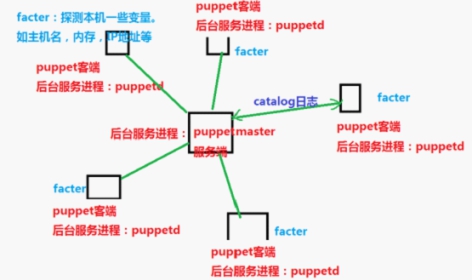 facter：探测本机一些变量。
如主机名，内存，IP地址等
facter
puppet客端
后台服务进程：puppetd
puppet客端
后台服务进程：puppetd
catalog日志
facter
puppet客端
后台服务进程：puppetd
后台服务进程：puppetmaster
服务端
facter
puppet客端
后台服务进程：puppetd
facter
puppet客端
后台服务进程：puppetd